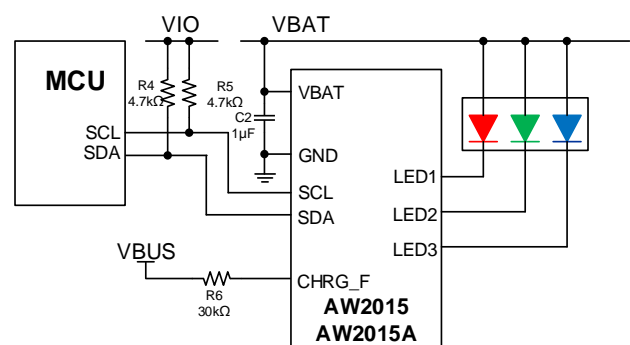 VIO
VBAT
MCU
R4
4.7kΩ
R5
4.7kΩ
C2
1µF
VBAT
GND
SCL
SDA
SCL
SDA
LED1
LED2
LED3
VBUS
R6
30kΩ
CHRG_F
AW2015
AW2015A